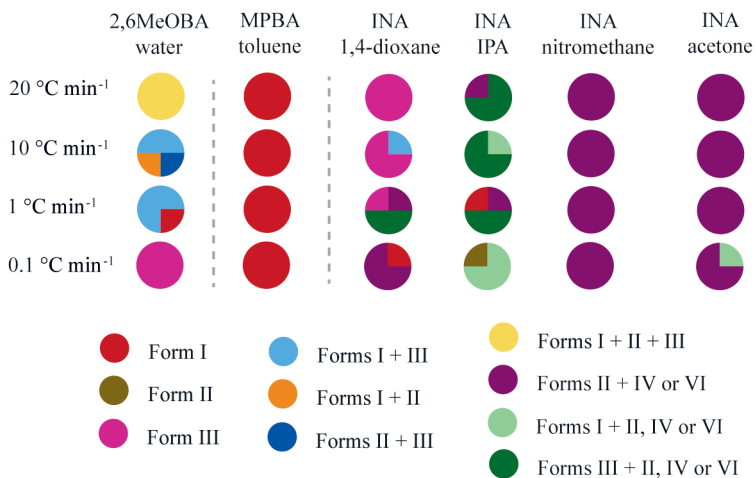 2,6MeOBA water
MPBA toluene
INA 1,4-dioxane
INA IPA
INA nitromethane
INA acetone
20 °C min⁻¹
10 °C min⁻¹
1 °C min⁻¹
0.1 °C min⁻¹
Form I
Form II
Form III
Forms I + III
Forms I + II
Forms II + III
Forms I + II + III
Forms II + IV or VI
Forms I + II, IV or VI
Forms III + II, IV or VI